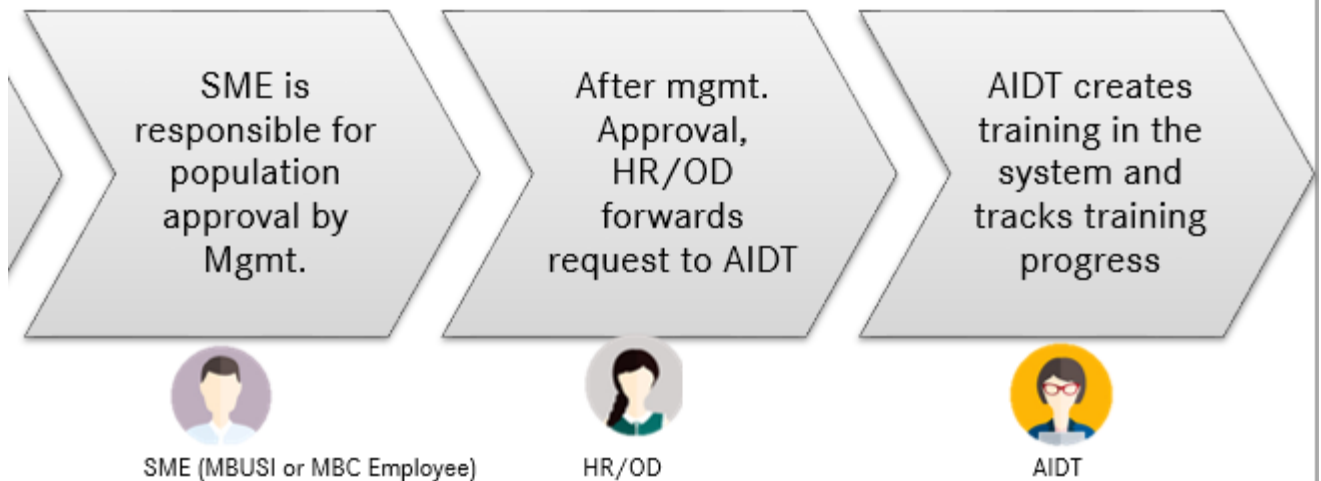 SME is
responsible for
population
approval by
Mgmt.
After mgmt.
Approval,
HR/OD
forwards
request to AIDT
AIDT creates
training in the
system and
tracks training
progress
SME (MBUSI or MBC Employee)
HR/OD
AIDT